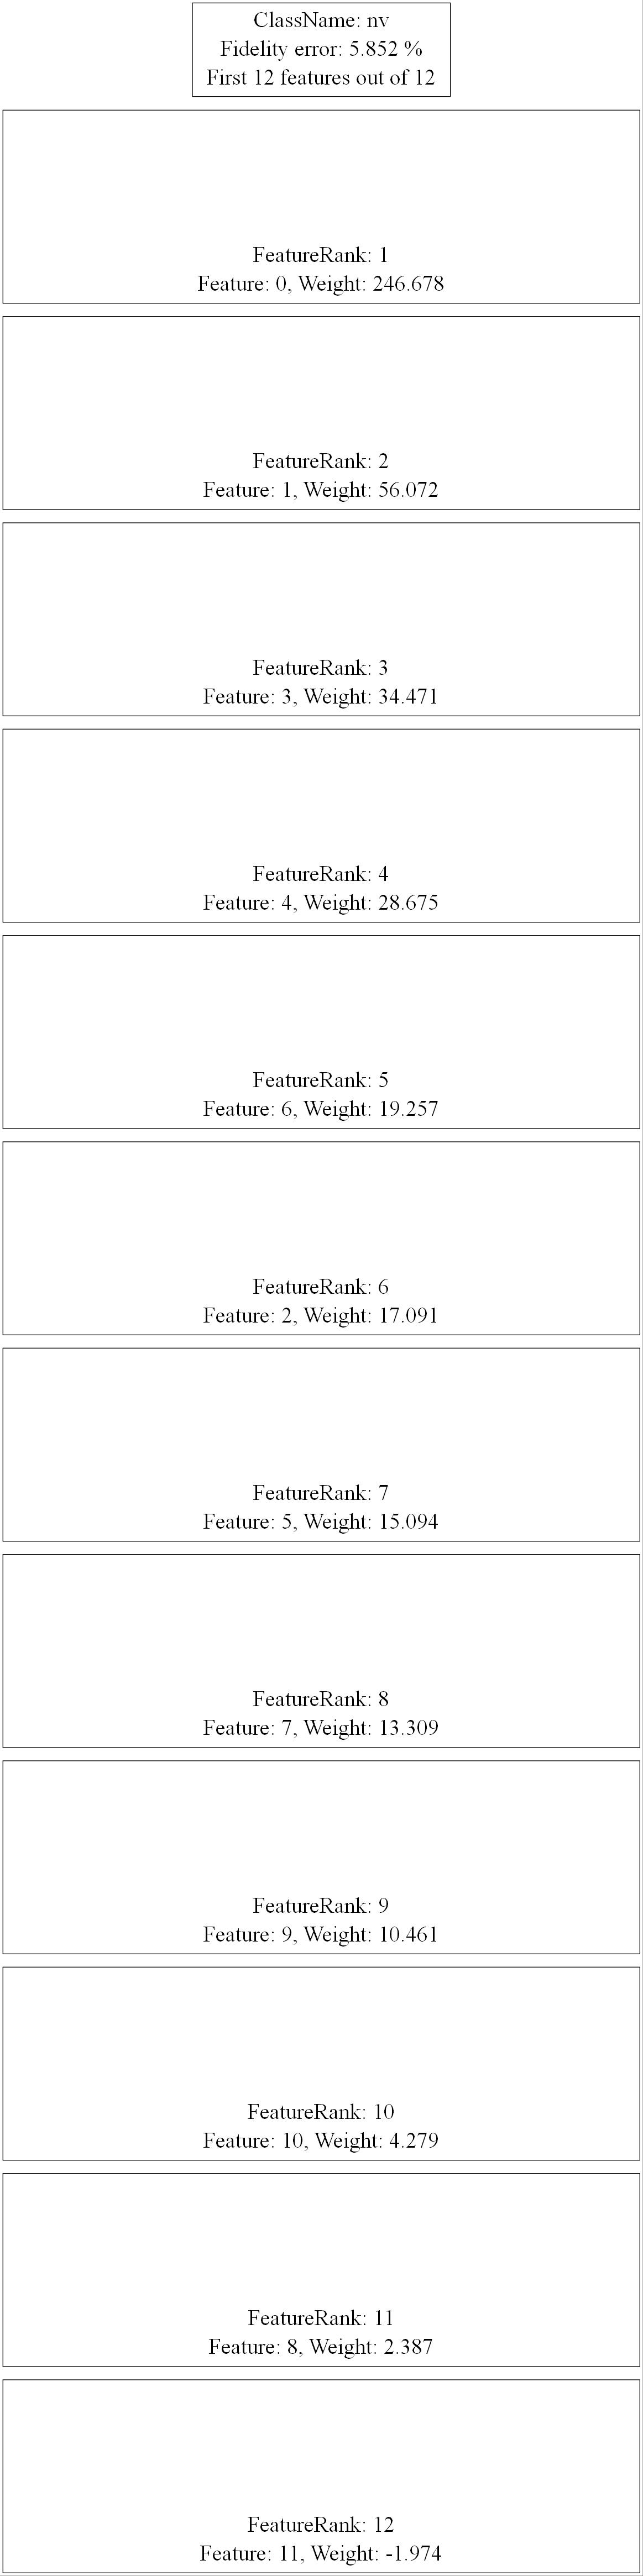 ClassName: nv
Fidelity error: 5.852 %
First 12 features out of 12
FeatureRank: 1
Feature: 0, Weight: 246.678
FeatureRank: 2
Feature: 1, Weight: 56.072
FeatureRank: 3
Feature: 3, Weight: 34.471
FeatureRank: 4
Feature: 4, Weight: 28.675
FeatureRank: 5
Feature: 6, Weight: 19.257
FeatureRank: 6
Feature: 2, Weight: 17.091
FeatureRank: 7
Feature: 5, Weight: 15.094
FeatureRank: 8
Feature: 7, Weight: 13.309
FeatureRank: 9
Feature: 9, Weight: 10.461
FeatureRank: 10
Feature: 10, Weight: 4.279
FeatureRank: 11
Feature: 8, Weight: 2.387
FeatureRank: 12
Feature: 11, Weight: -1.974